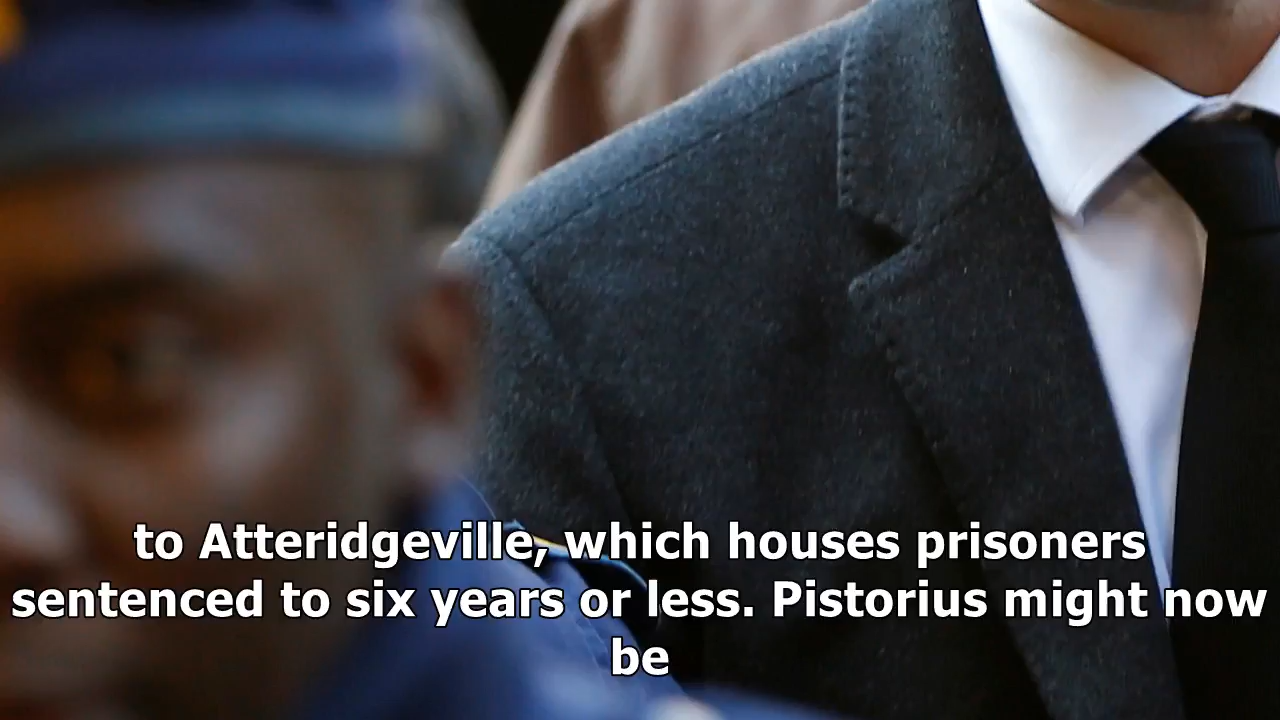 to Atteridgeville, which houses prisoners
sentenced to six years or less. Pistorius might now
be